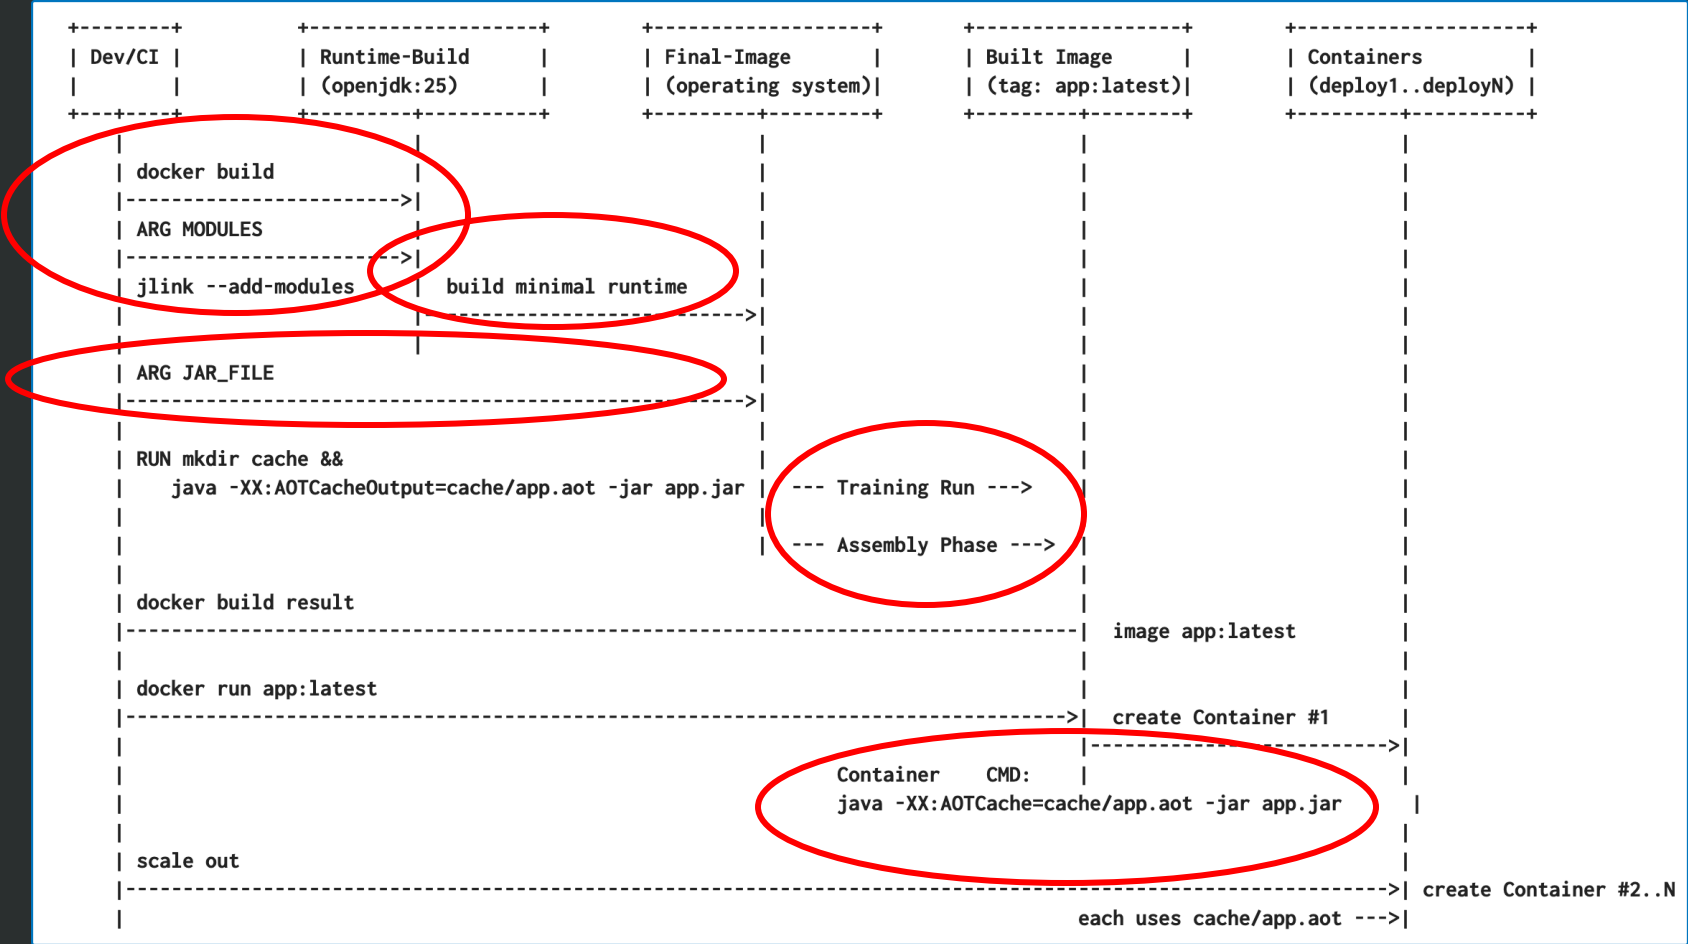 Dev/CI Runtime-Build Final-Image Built Image Containers
(openjdk:25) (operating system) (tag: app:latest) (deploy1..deployN)
docker build
ARG MODULES
jlink --add-modules build minimal runtime
ARG JAR_FILE
RUN mkdir cache &&
java -XX:AOTCacheOutput=cache/app.aot -jar app.jar --- Training Run --->
--- Assembly Phase --->
docker build result
image app:latest
docker run app:latest
create Container #1
Container CMD:
java -XX:AOTCache=cache/app.aot -jar app.jar
scale out
create Container #2..N
each uses cache/app.aot --->